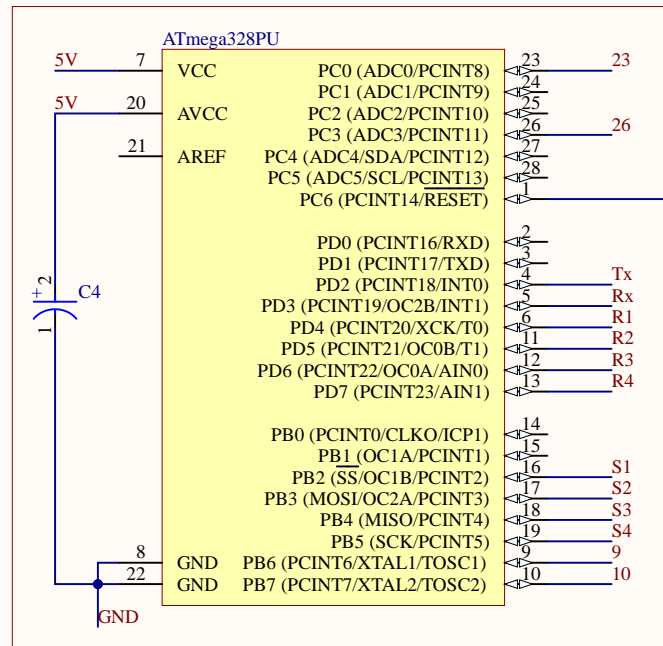 ATmega328PU
5V 7 VCC PC0 (ADC0/PCINT8) 23 23
PC1 (ADC1/PCINT9) 24
5V 20 AVCC PC2 (ADC2/PCINT10) 25
PC3 (ADC3/PCINT11) 26 26
21 AREF PC4 (ADC4/SDA/PCINT12) 27
PC5 (ADC5/SCL/PCINT13) 28
PC6 (PCINT14/RESET) 1
PD0 (PCINT16/RXD) 2
PD1 (PCINT17/TXD) 3
PD2 (PCINT18/INT0) 4 Tx
+ 2 C4 1
PD3 (PCINT19/OC2B/INT1) 5 Rx
PD4 (PCINT20/XCK/T0) 6 R1
PD5 (PCINT21/OC0B/T1) 11 R2
PD6 (PCINT22/OC0A/AIN0) 12 R3
PD7 (PCINT23/AIN1) 13 R4
PB0 (PCINT0/CLKO/ICP1) 14
PB1 (OC1A/PCINT1) 15
PB2 (SS/OC1B/PCINT2) 16 S1
PB3 (MOSI/OC2A/PCINT3) 17 S2
PB4 (MISO/PCINT4) 18 S3
PB5 (SCK/PCINT5) 19 S4
8 GND PB6 (PCINT6/XTAL1/TOSC1) 9 9
22 GND PB7 (PCINT7/XTAL2/TOSC2) 10 10
GND